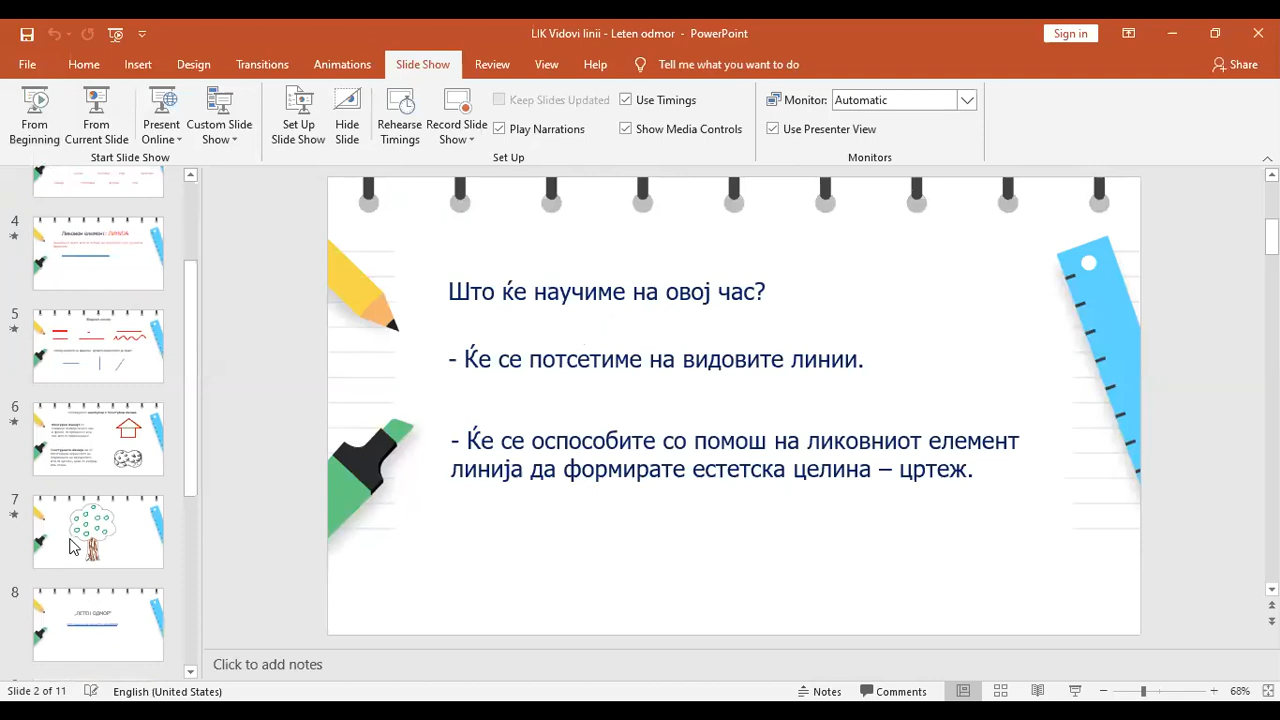 LIK Vidovi linii - Leten odmor - PowerPoint
Sign in
File Home Insert Design Transitions Animations Slide Show Review View Help Tell me what you want to do Share
From Beginning
From Current Slide
Present Online
Custom Slide Show
Set Up Slide Show
Hide Slide
Rehearse Timings
Record Slide Show
Keep Slides Updated
Play Narrations
Use Timings
Show Media Controls
Monitor: Automatic
Use Presenter View
Start Slide Show
Set Up
Monitors
4
Ликовен елемент : ЛИНИЈА
5
6
7
8
„ЛЕТЕН ОДМОР“
Што ќе научиме на овој час?
- Ќе се потсетиме на видовите линии.
- Ќе се оспособите со помош на ликовниот елемент
линија да формирате естетска целина – цртеж.
Click to add notes
Slide 2 of 11 English (United States) Notes Comments 68%